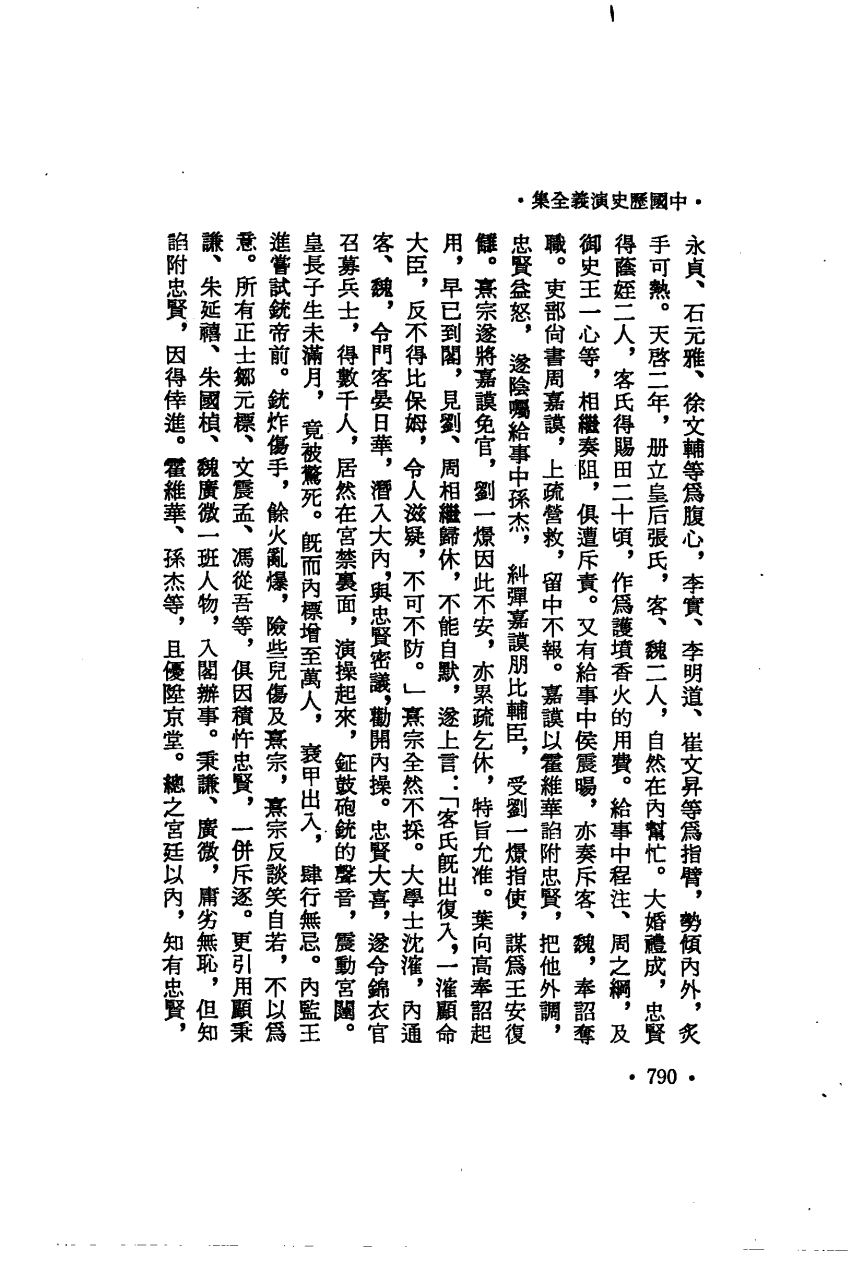 •中國歷史演義全集•
永貞、石元雅、徐文輔等爲腹心，李實、李明道、崔文昇等爲指臂，勢傾內外，炙
手可熱。天啓二年，册立皇后張氏，客、魏二人，自然在內幫忙。大婚禮成，忠賢
得蔭姪二人，客氏得賜田二十頃，作爲護墳香火的用費。給事中程注、周之綱，及
御史王一心等，相繼奏阻，俱遭斥責。又有給事中侯震暘，亦奏斥客、魏，奉詔奪
職。吏部尙書周嘉謨，上疏營救，留中不報。嘉謨以霍維華諂附忠賢，把他外調，
忠賢益怒，遂陰囑給事中孫杰，糾彈嘉謨朋比輔臣，受劉一燝指使，謀爲王安復
讎。熹宗遂將嘉謨免官，劉一燝因此不安，亦累疏乞休，特旨允准。葉向高奉詔起
用，早已到閣，見劉、周相繼歸休，不能自默，遂上言：「客氏旣出復入，一㸁顧命
大臣，反不得比保姆，令人滋疑，不可不防。」熹宗全然不採。大學士沈㴶，內通
客、魏，令門客晏日華，潛入大內，與忠賢密議，勸開內操。忠賢大喜，遂令錦衣官
召募兵士，得數千人，居然在宮禁裏面，演操起來，鉦鼓砲銃的聲音，震動宮闈。
皇長子生未滿月，竟被驚死。旣而內標增至萬人，衷甲出入，肆行無忌。內監王
進嘗試銃帝前。銃炸傷手，餘火亂爆，險些兒傷及熹宗，熹宗反談笑自若，不以爲
意。所有正士鄒元標、文震孟、馮從吾等，俱因積忤忠賢，一併斥逐。更引用顧秉
謙、朱延禧、朱國楨、魏廣微一班人物，入閣辦事。秉謙、廣微，庸劣無恥，但知
諂附忠賢，因得倖進。霍維華、孫杰等，且優陞京堂。總之宮廷以內，知有忠賢，
•790•